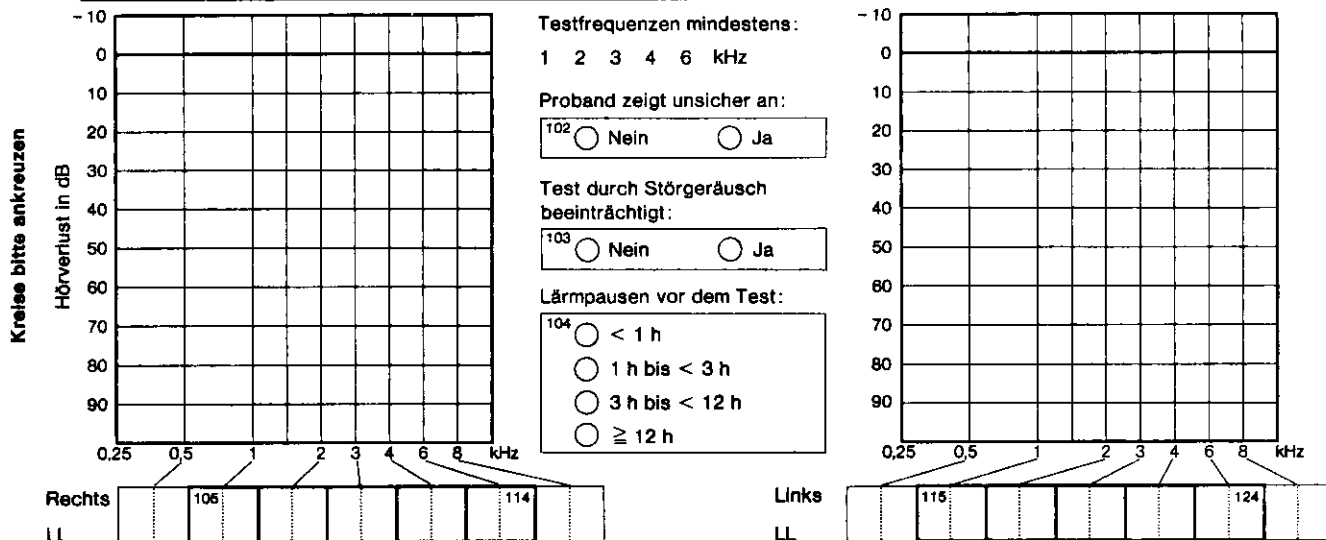 Kreise bitte ankreuzen
Hörverlust in dB
- 10
0
10
20
30
40
50
60
70
80
90
0,25 0,5 1 2 3 4 6 8 kHz
Testfrequenzen mindestens:
1 2 3 4 6 kHz
Proband zeigt unsicher an:
102 Nein Ja
Test durch Störgeräusch
beeinträchtigt:
103 Nein Ja
Lärmpausen vor dem Test:
104 < 1 h
1 h bis < 3 h
3 h bis < 12 h
≧ 12 h
- 10
0
10
20
30
40
50
60
70
80
90
0,25 0,5 1 2 3 4 6 8 kHz
Rechts 105 114
LL
Links 115 124
LL